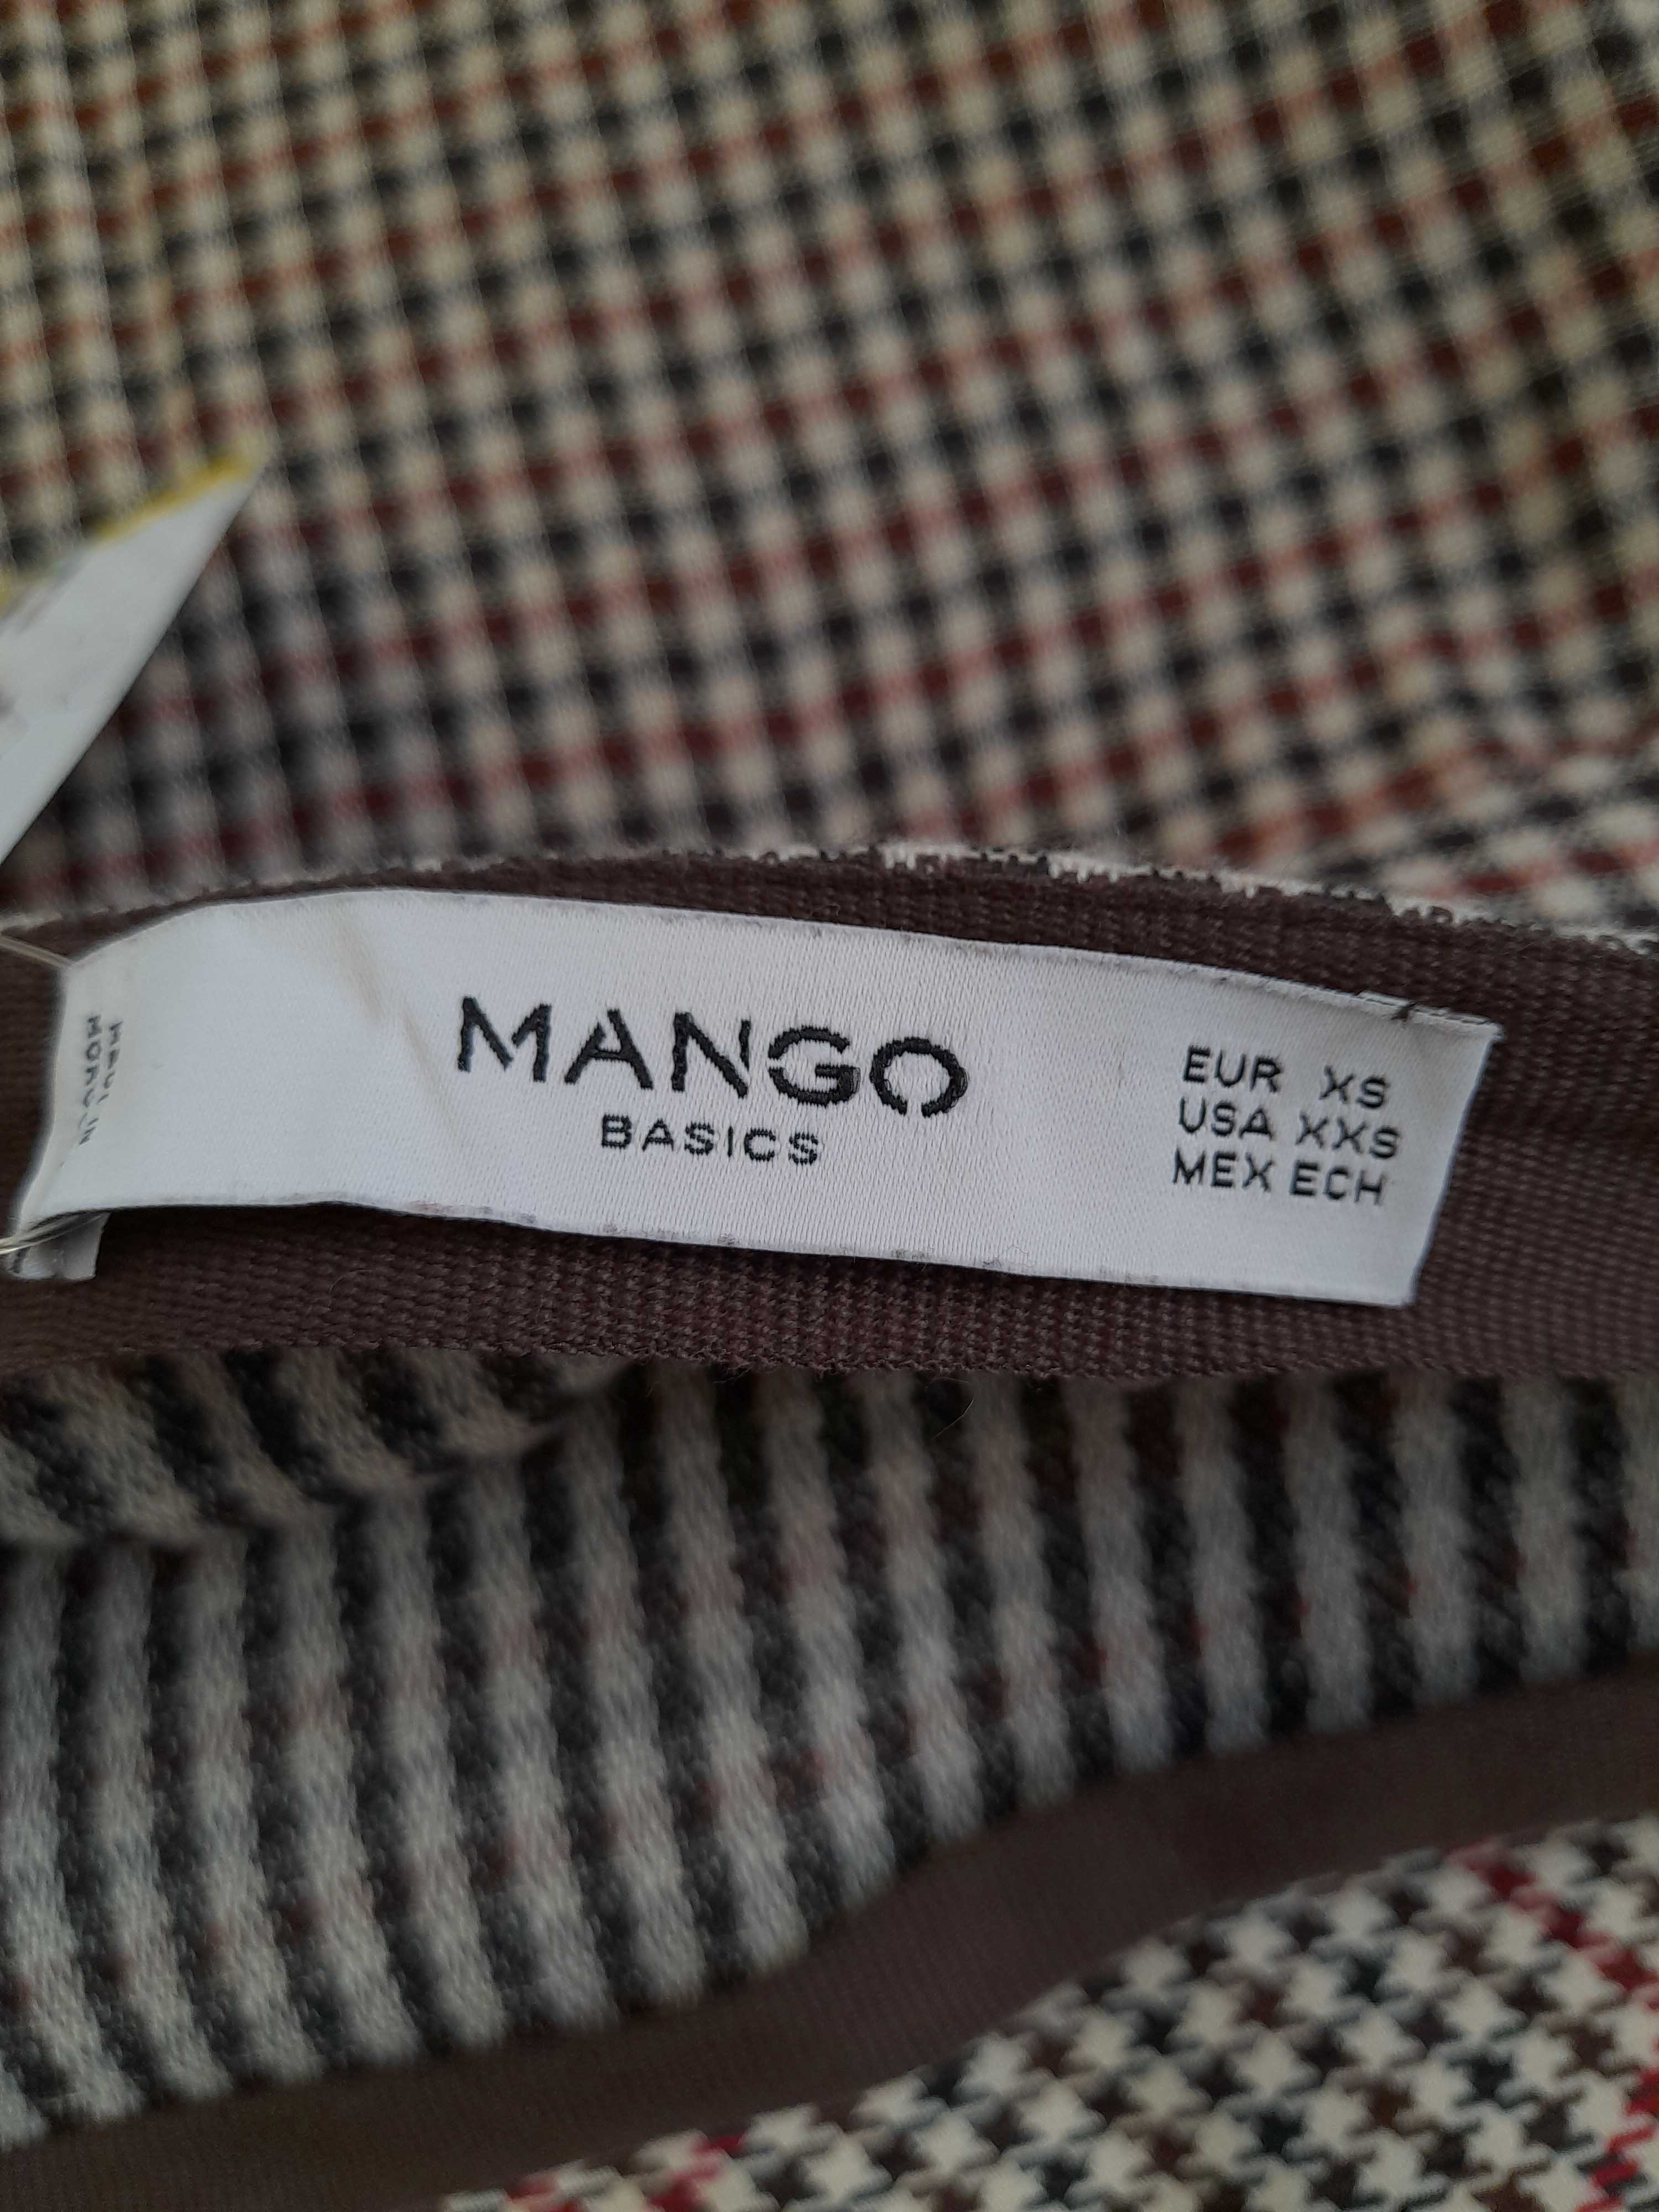 MANGO
BASICS
EUR XS
USA XXS
MEX ECH